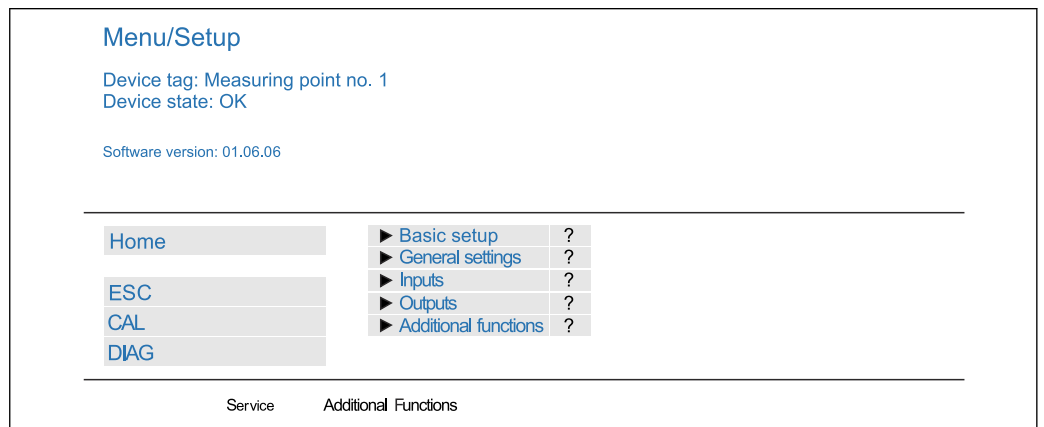 Menu/Setup
Device tag: Measuring point no. 1
Device state: OK
Software version: 01.06.06
Home
ESC
CAL
DIAG
▶ Basic setup ?
▶ General settings ?
▶ Inputs ?
▶ Outputs ?
▶ Additional functions ?
Service Additional Functions